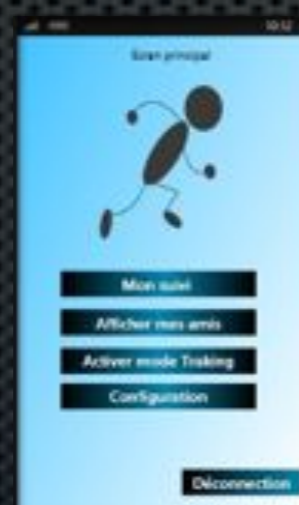 Ecran principal
Mon suivi
Afficher mes amis
Activer mode Traking
Configuration
Déconnection